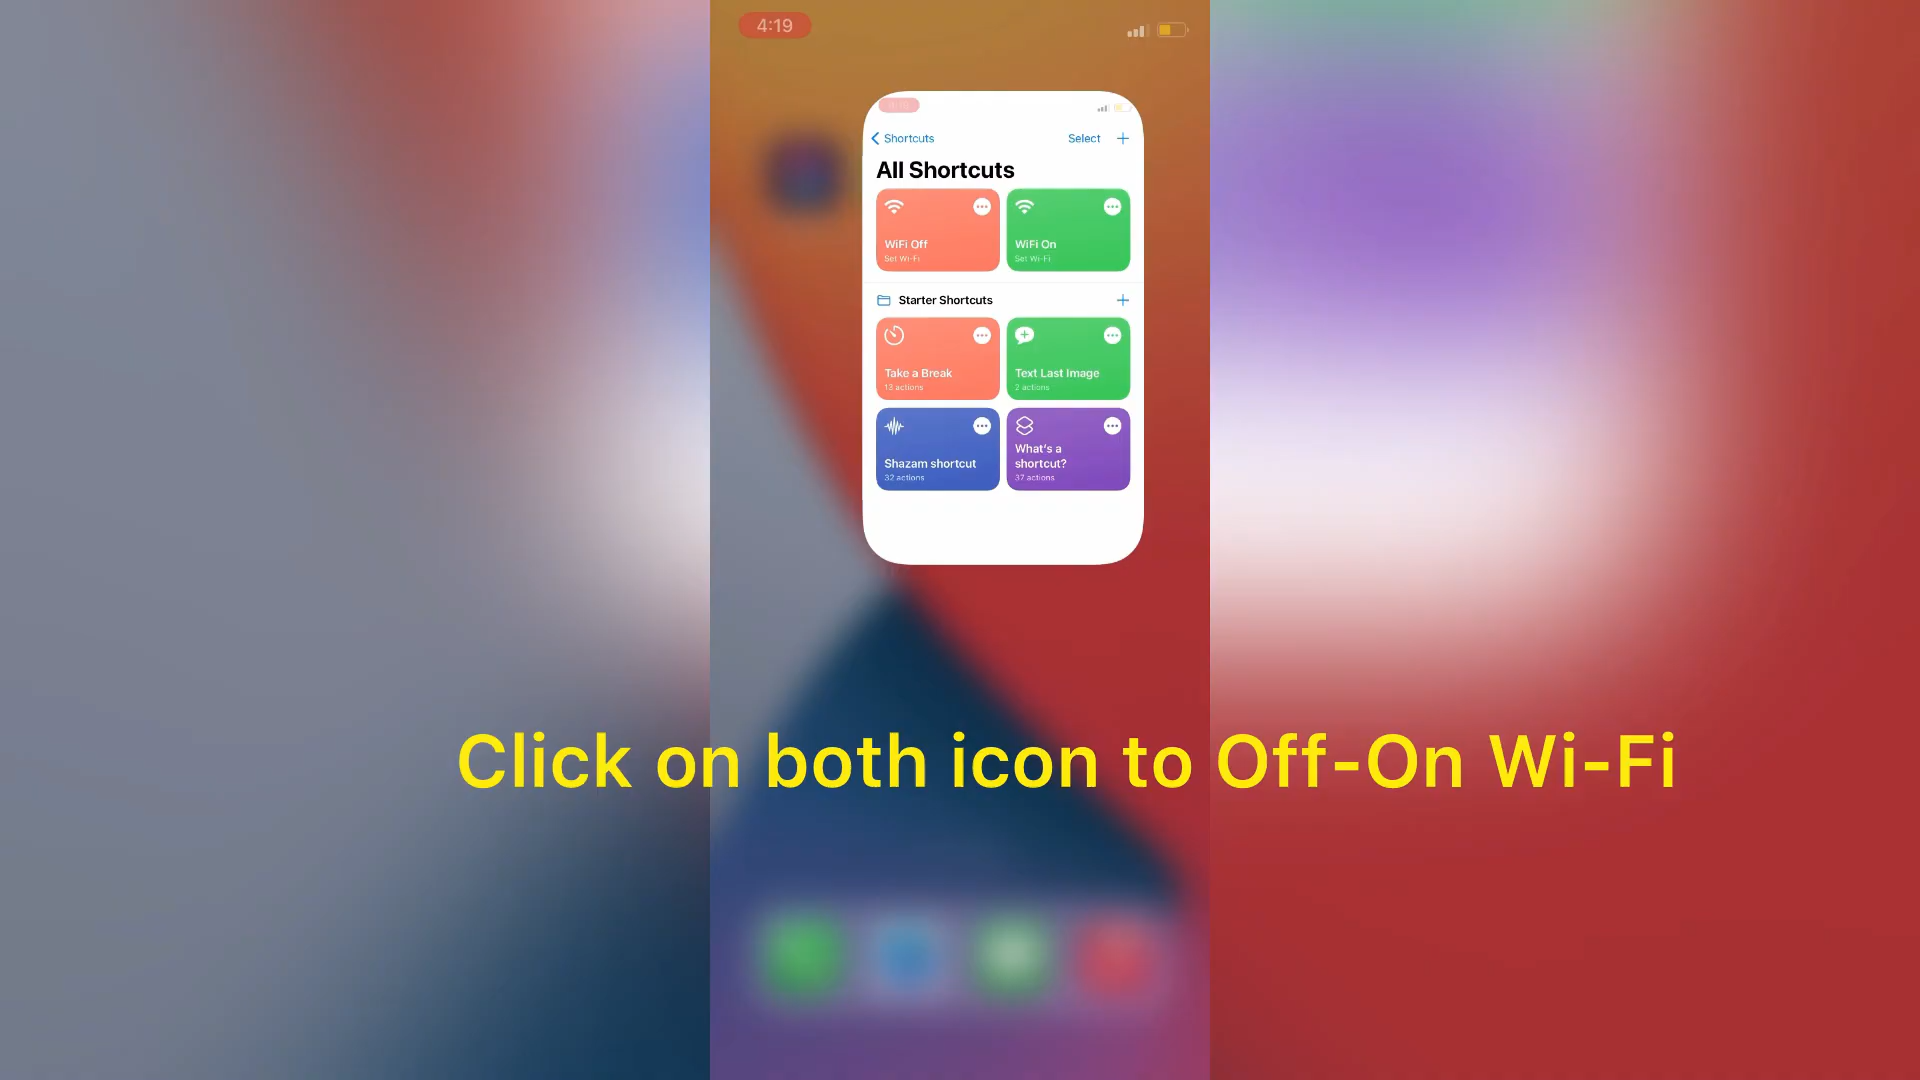 4:19
Shortcuts
Select
All Shortcuts
WiFi Off
Set Wi-Fi
WiFi On
Set Wi-Fi
Starter Shortcuts
Take a Break
13 actions
Text Last Image
2 actions
Shazam shortcut
32 actions
What's a
shortcut?
37 actions
Click on both icon to Off-On Wi-Fi